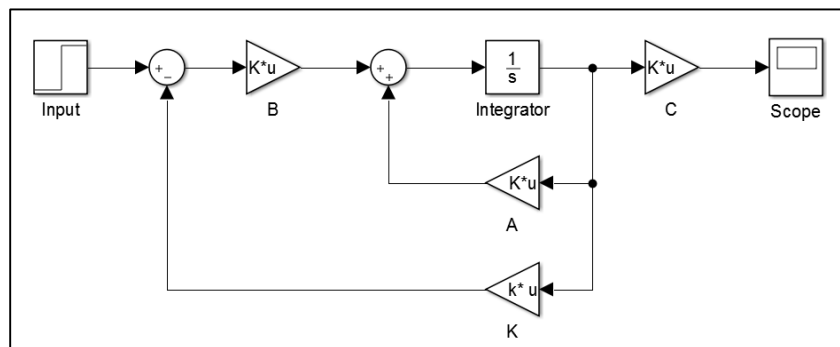 +
−
K*u
+
+
1
s
K*u
Input
B
Integrator
C
Scope
K*u
A
k* u
K